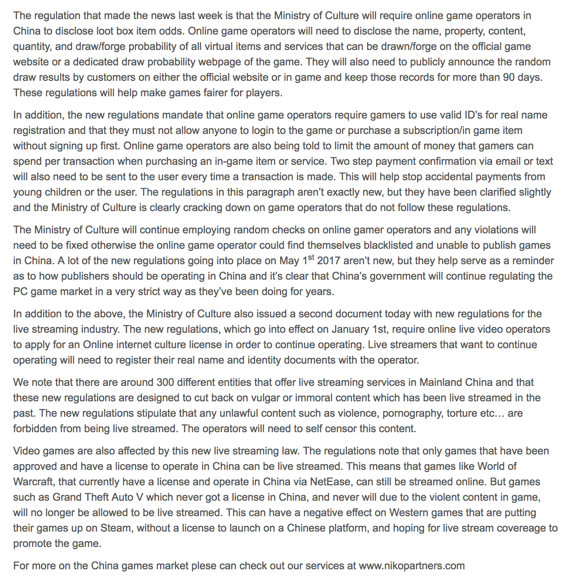 The regulation that made the news last week is that the Ministry of Culture will require online game operators in
China to disclose loot box item odds. Online game operators will need to disclose the name, property, content,
quantity, and draw/forge probability of all virtual items and services that can be drawn/forge on the official game
website or a dedicated draw probability webpage of the game. They will also need to publicly announce the random
draw results by customers on either the official website or in game and keep those records for more than 90 days.
These regulations will help make games fairer for players.
In addition, the new regulations mandate that online game operators require gamers to use valid ID's for real name
registration and that they must not allow anyone to login to the game or purchase a subscription/in game item
without signing up first. Online game operators are also being told to limit the amount of money that gamers can
spend per transaction when purchasing an in-game item or service. Two step payment confirmation via email or text
will also need to be sent to the user every time a transaction is made. This will help stop accidental payments from
young children or the user. The regulations in this paragraph aren't exactly new, but they have been clarified slightly
and the Ministry of Culture is clearly cracking down on game operators that do not follow these regulations.
The Ministry of Culture will continue employing random checks on online gamer operators and any violations will
need to be fixed otherwise the online game operator could find themselves blacklisted and unable to publish games
in China. A lot of the new regulations going into place on May 1st 2017 aren't new, but they help serve as a reminder
as to how publishers should be operating in China and it's clear that China's government will continue regulating the
PC game market in a very strict way as they've been doing for years.
In addition to the above, the Ministry of Culture also issued a second document today with new regulations for the
live streaming industry. The new regulations, which go into effect on January 1st, require online live video operators
to apply for an Online internet culture license in order to continue operating. Live streamers that want to continue
operating will need to register their real name and identity documents with the operator.
We note that there are around 300 different entities that offer live streaming services in Mainland China and that
these new regulations are designed to cut back on vulgar or immoral content which has been live streamed in the
past. The new regulations stipulate that any unlawful content such as violence, pornography, torture etc… are
forbidden from being live streamed. The operators will need to self censor this content.
Video games are also affected by this new live streaming law. The regulations note that only games that have been
approved and have a license to operate in China can be live streamed. This means that games like World of
Warcraft, that currently have a license and operate in China via NetEase, can still be streamed online. But games
such as Grand Theft Auto V which never got a license in China, and never will due to the violent content in game,
will no longer be allowed to be live streamed. This can have a negative effect on Western games that are putting
their games up on Steam, without a license to launch on a Chinese platform, and hoping for live stream covereage to
promote the game.
For more on the China games market plese can check out our services at www.nikopartners.com